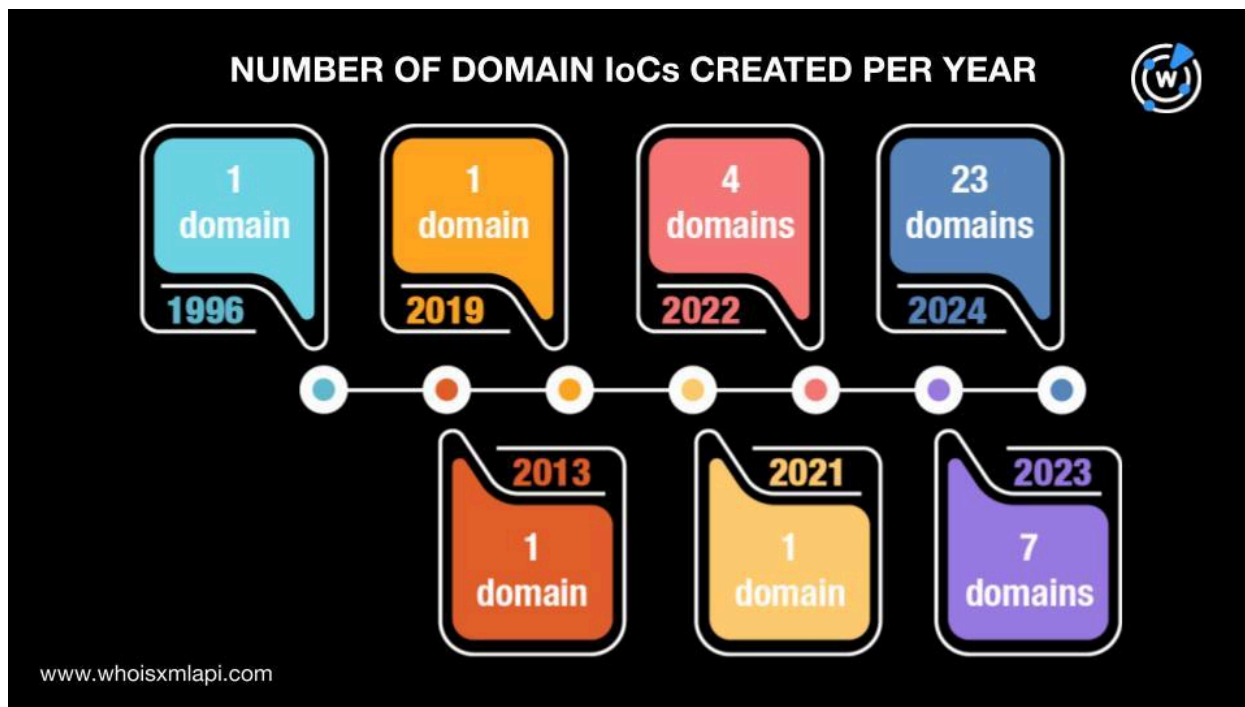 NUMBER OF DOMAIN IoCs CREATED PER YEAR
W
1
domain
1996
1
domain
2019
4
domains
2022
23
domains
2024
2013
1
domain
2021
1
domain
2023
7
domains
www.whoisxmlapi.com